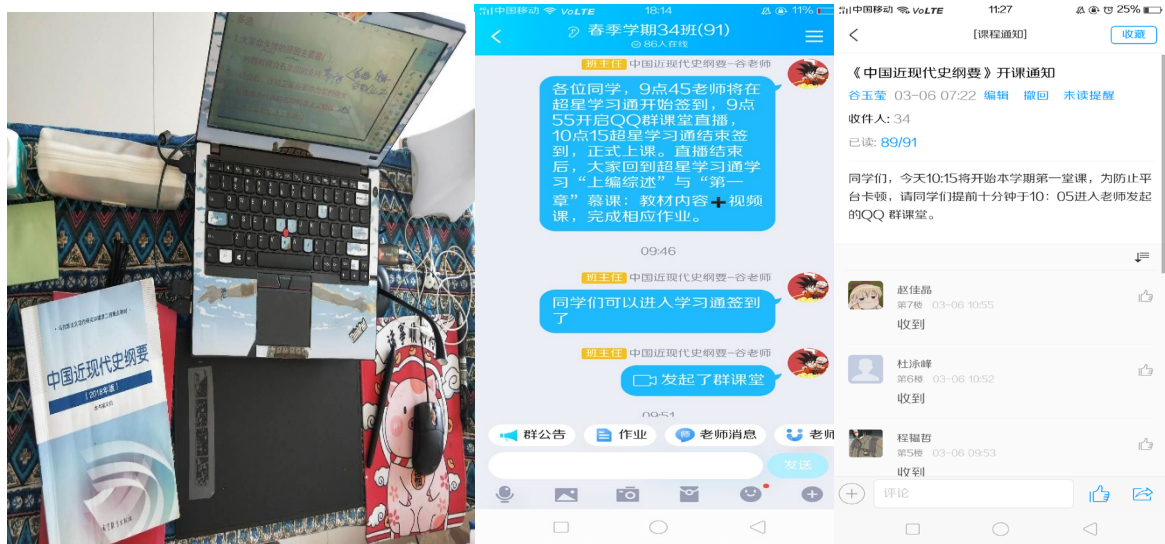 中国近现代史纲要
（2018年版）
中国移动 VoLTE 18:14 11%
春季学期34班(91)
86人在线
班主任 中国近现代史纲要-谷老师
各位同学，9点45老师将在
超星学习通开始签到，9点
55开启QQ群课堂直播，
10点15超星学习通结束签
到，正式上课。直播结束
后，大家回到超星学习通学
习“上编综述”与“第一
章”慕课：教材内容➕视频
课，完成相应作业。
09:46
班主任 中国近现代史纲要-谷老师
同学们可以进入学习通签到
了
班主任 中国近现代史纲要-谷老师
发起了群课堂
09:51
群公告 作业 老师消息 老师
发送
中国移动 VoLTE 11:27 25%
[课程通知] 收藏
《中国近现代史纲要》开课通知
谷玉莹 03-06 07:22 编辑 撤回 未读提醒
收件人: 34
已读: 89/91
同学们，今天10:15将开始本学期第一堂课，为防止平
台卡顿，请同学们提前十分钟于10：05进入老师发起
的QQ 群课堂。
赵佳晶
第7楼 03-06 10:55
收到
杜泳峰
第6楼 03-06 10:52
收到
程韫哲
第5楼 03-06 09:53
收到
评论